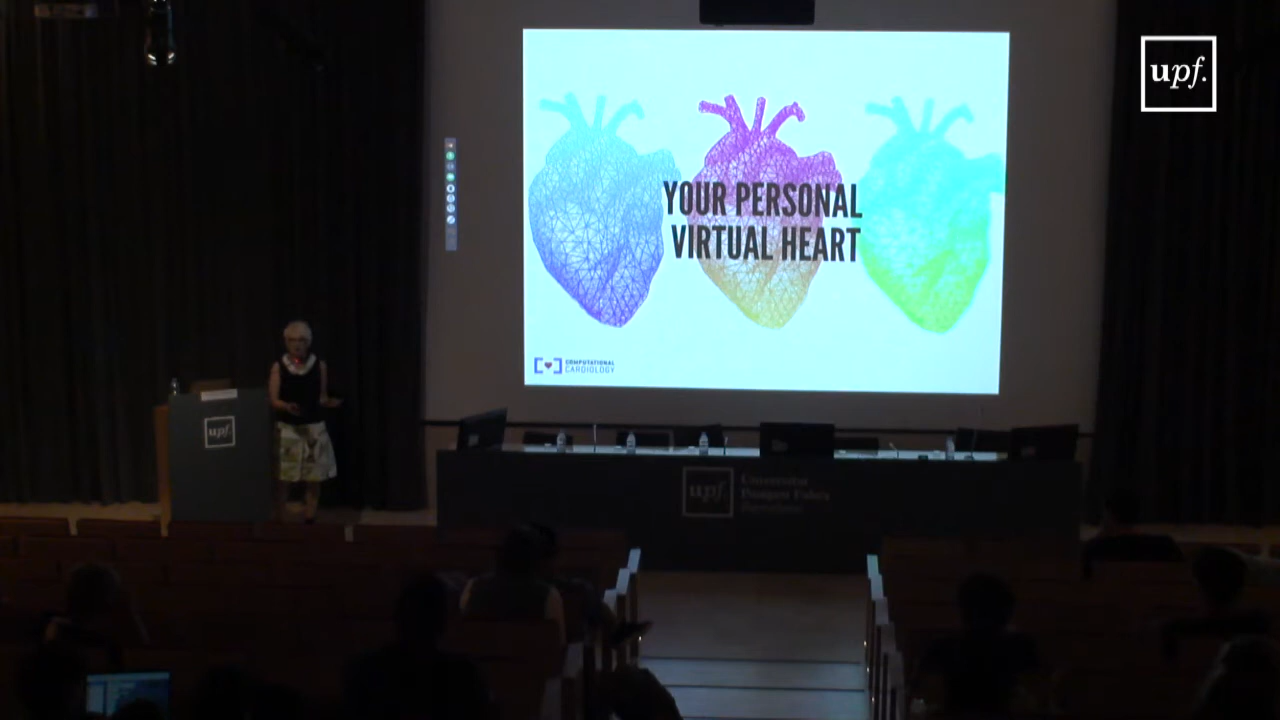 upf.
YOUR PERSONAL
VIRTUAL HEART
COMPUTATIONAL
CARDIOLOGY
upf.
upf.
Universitat
Pompeu Fabra
Barcelona